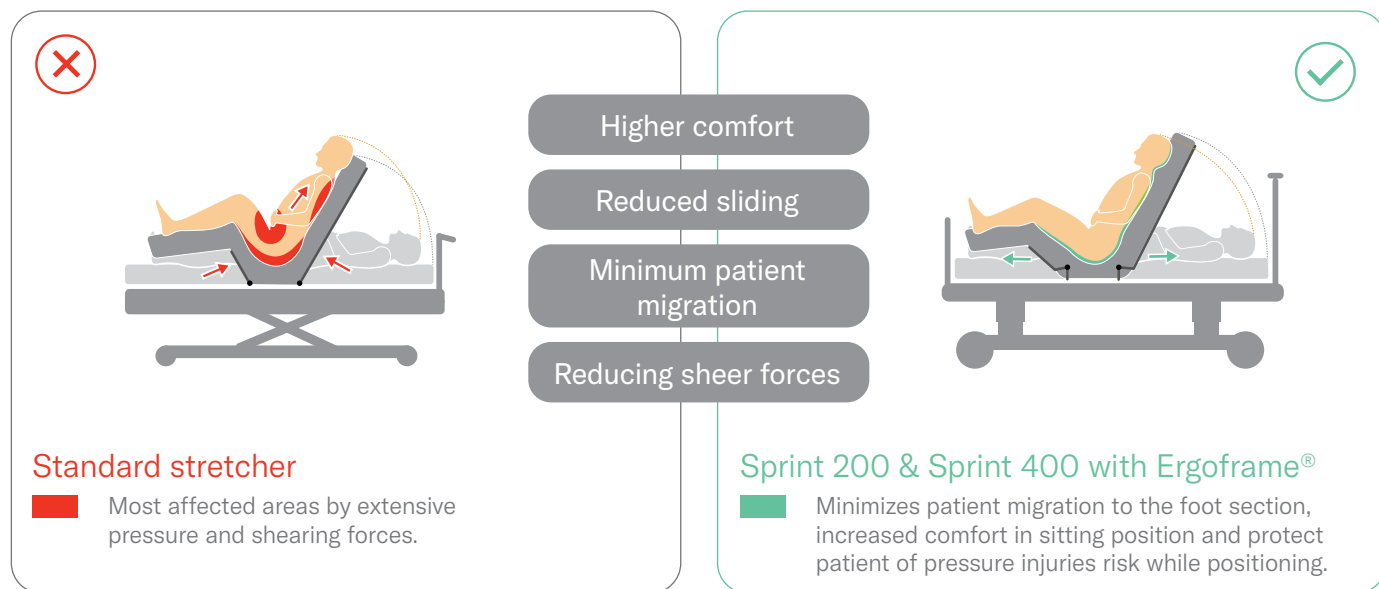 Higher comfort
Reduced sliding
Minimum patient
migration
Reducing sheer forces
Standard stretcher
Most affected areas by extensive
pressure and shearing forces.
Sprint 200 & Sprint 400 with Ergoframe®
Minimizes patient migration to the foot section,
increased comfort in sitting position and protect
patient of pressure injuries risk while positioning.